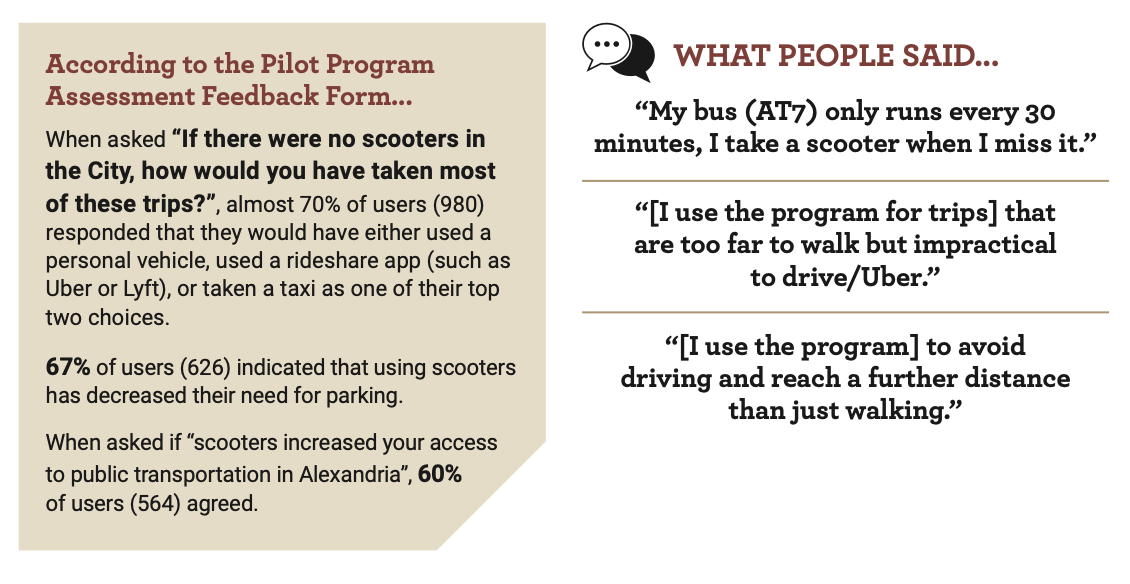 According to the Pilot Program
Assessment Feedback Form...
When asked “If there were no scooters in
the City, how would you have taken most
of these trips?”, almost 70% of users (980)
responded that they would have either used a
personal vehicle, used a rideshare app (such as
Uber or Lyft), or taken a taxi as one of their top
two choices.
67% of users (626) indicated that using scooters
has decreased their need for parking.
When asked if “scooters increased your access
to public transportation in Alexandria”, 60%
of users (564) agreed.
WHAT PEOPLE SAID...
“My bus (AT7) only runs every 30
minutes, I take a scooter when I miss it.”
“[I use the program for trips] that
are too far to walk but impractical
to drive/Uber.”
“[I use the program] to avoid
driving and reach a further distance
than just walking.”